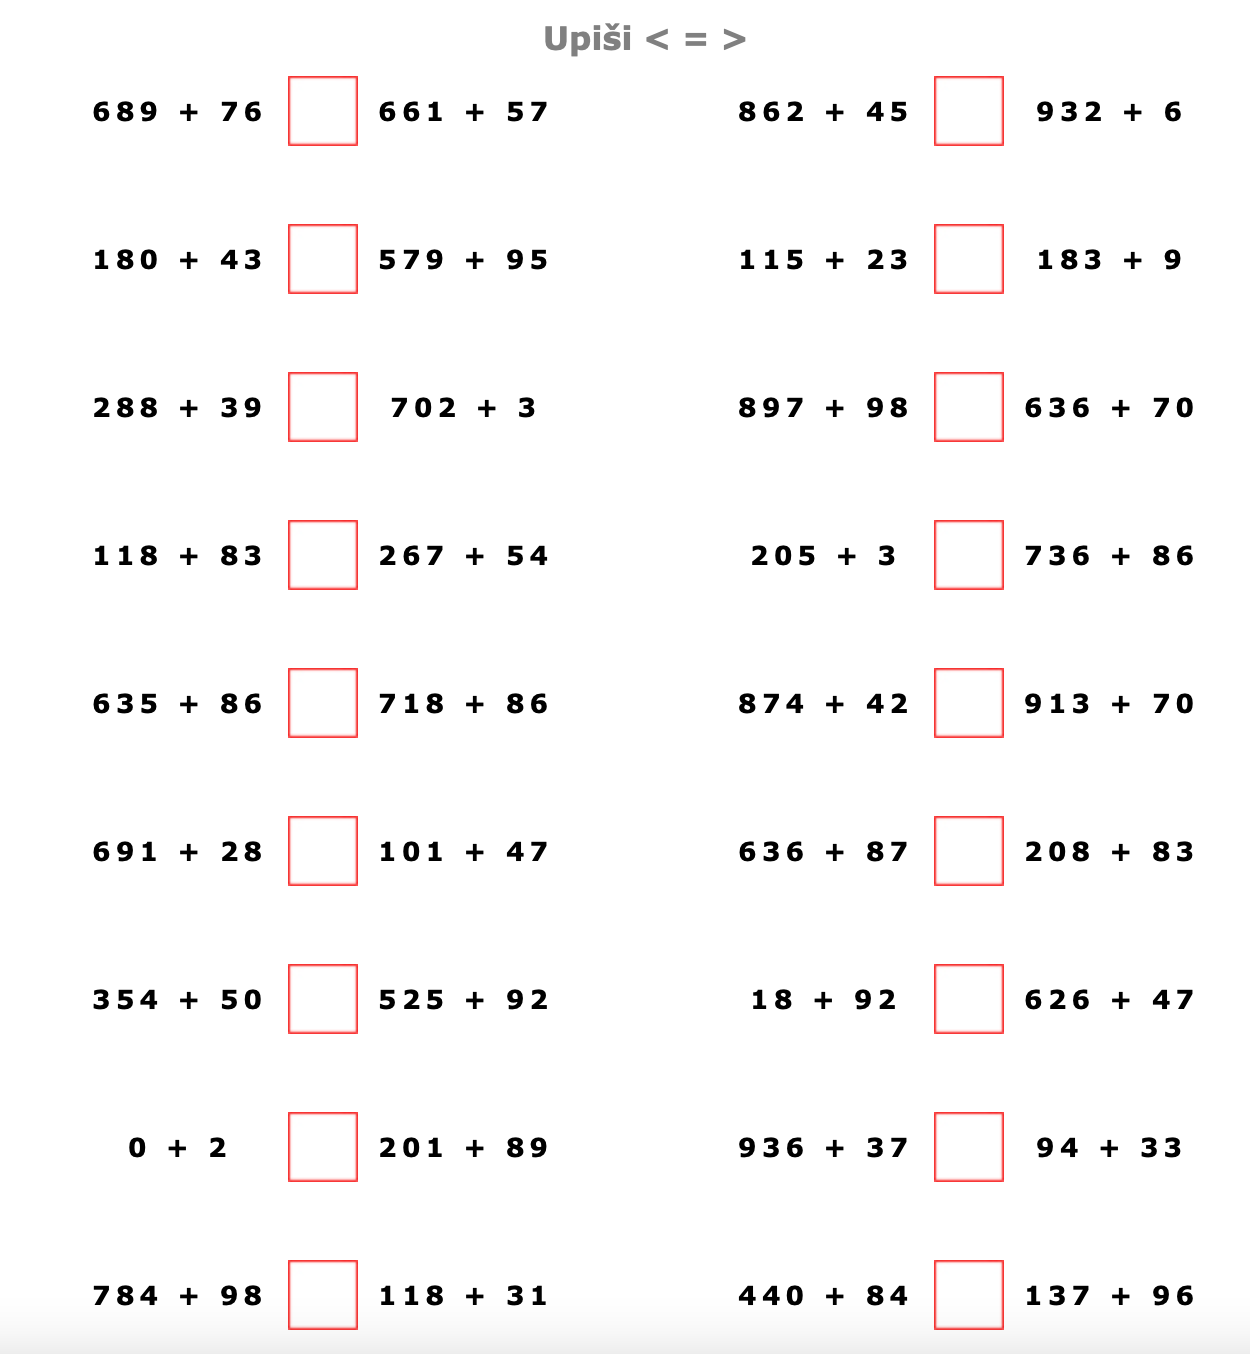 Upiši < = >
689 + 76 661 + 57 862 + 45 932 + 6
180 + 43 579 + 95 115 + 23 183 + 9
288 + 39 702 + 3 897 + 98 636 + 70
118 + 83 267 + 54 205 + 3 736 + 86
635 + 86 718 + 86 874 + 42 913 + 70
691 + 28 101 + 47 636 + 87 208 + 83
354 + 50 525 + 92 18 + 92 626 + 47
0 + 2 201 + 89 936 + 37 94 + 33
784 + 98 118 + 31 440 + 84 137 + 96